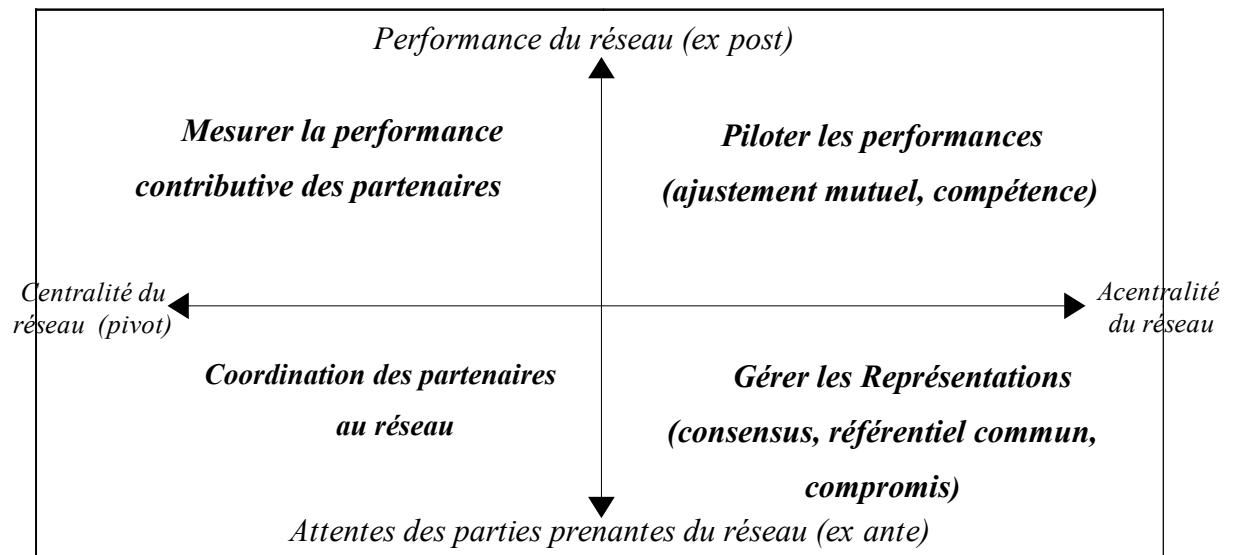 Performance du réseau (ex post)
Mesurer la performance
contributive des partenaires
Piloter les performances
(ajustement mutuel, compétence)
Centralité du
réseau (pivot)
Acentralité
du réseau
Coordination des partenaires
au réseau
Gérer les Représentations
(consensus, référentiel commun,
compromis)
Attentes des parties prenantes du réseau (ex ante)